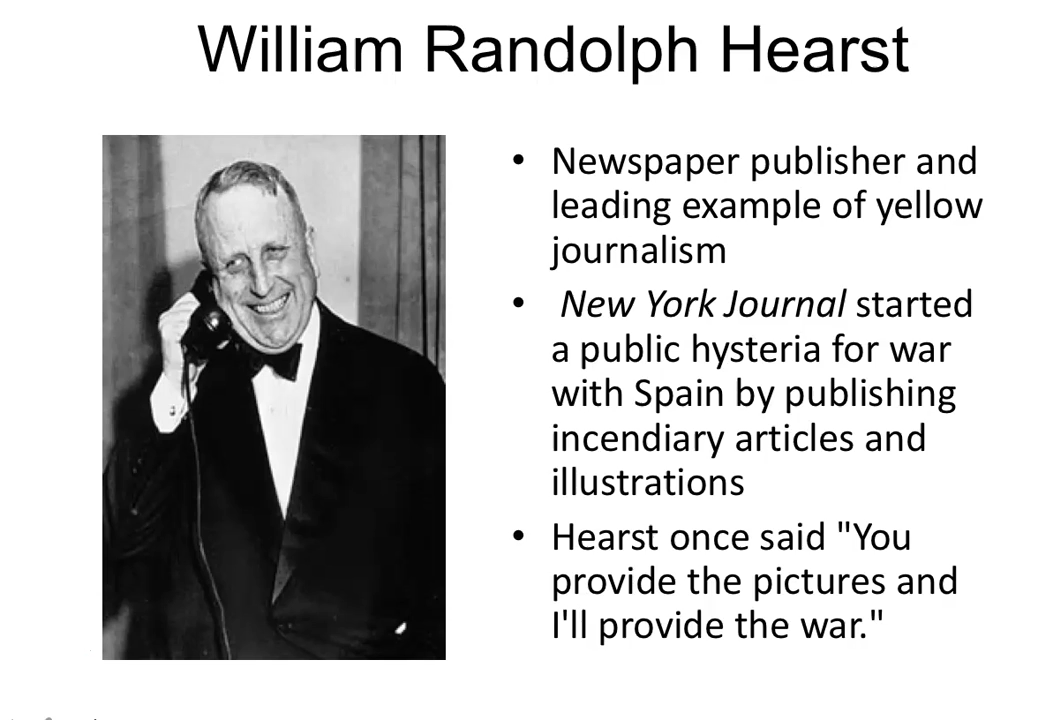 William Randolph Hearst
• Newspaper publisher and
leading example of yellow
journalism
• New York Journal started
a public hysteria for war
with Spain by publishing
incendiary articles and
illustrations
• Hearst once said "You
provide the pictures and
I'll provide the war."